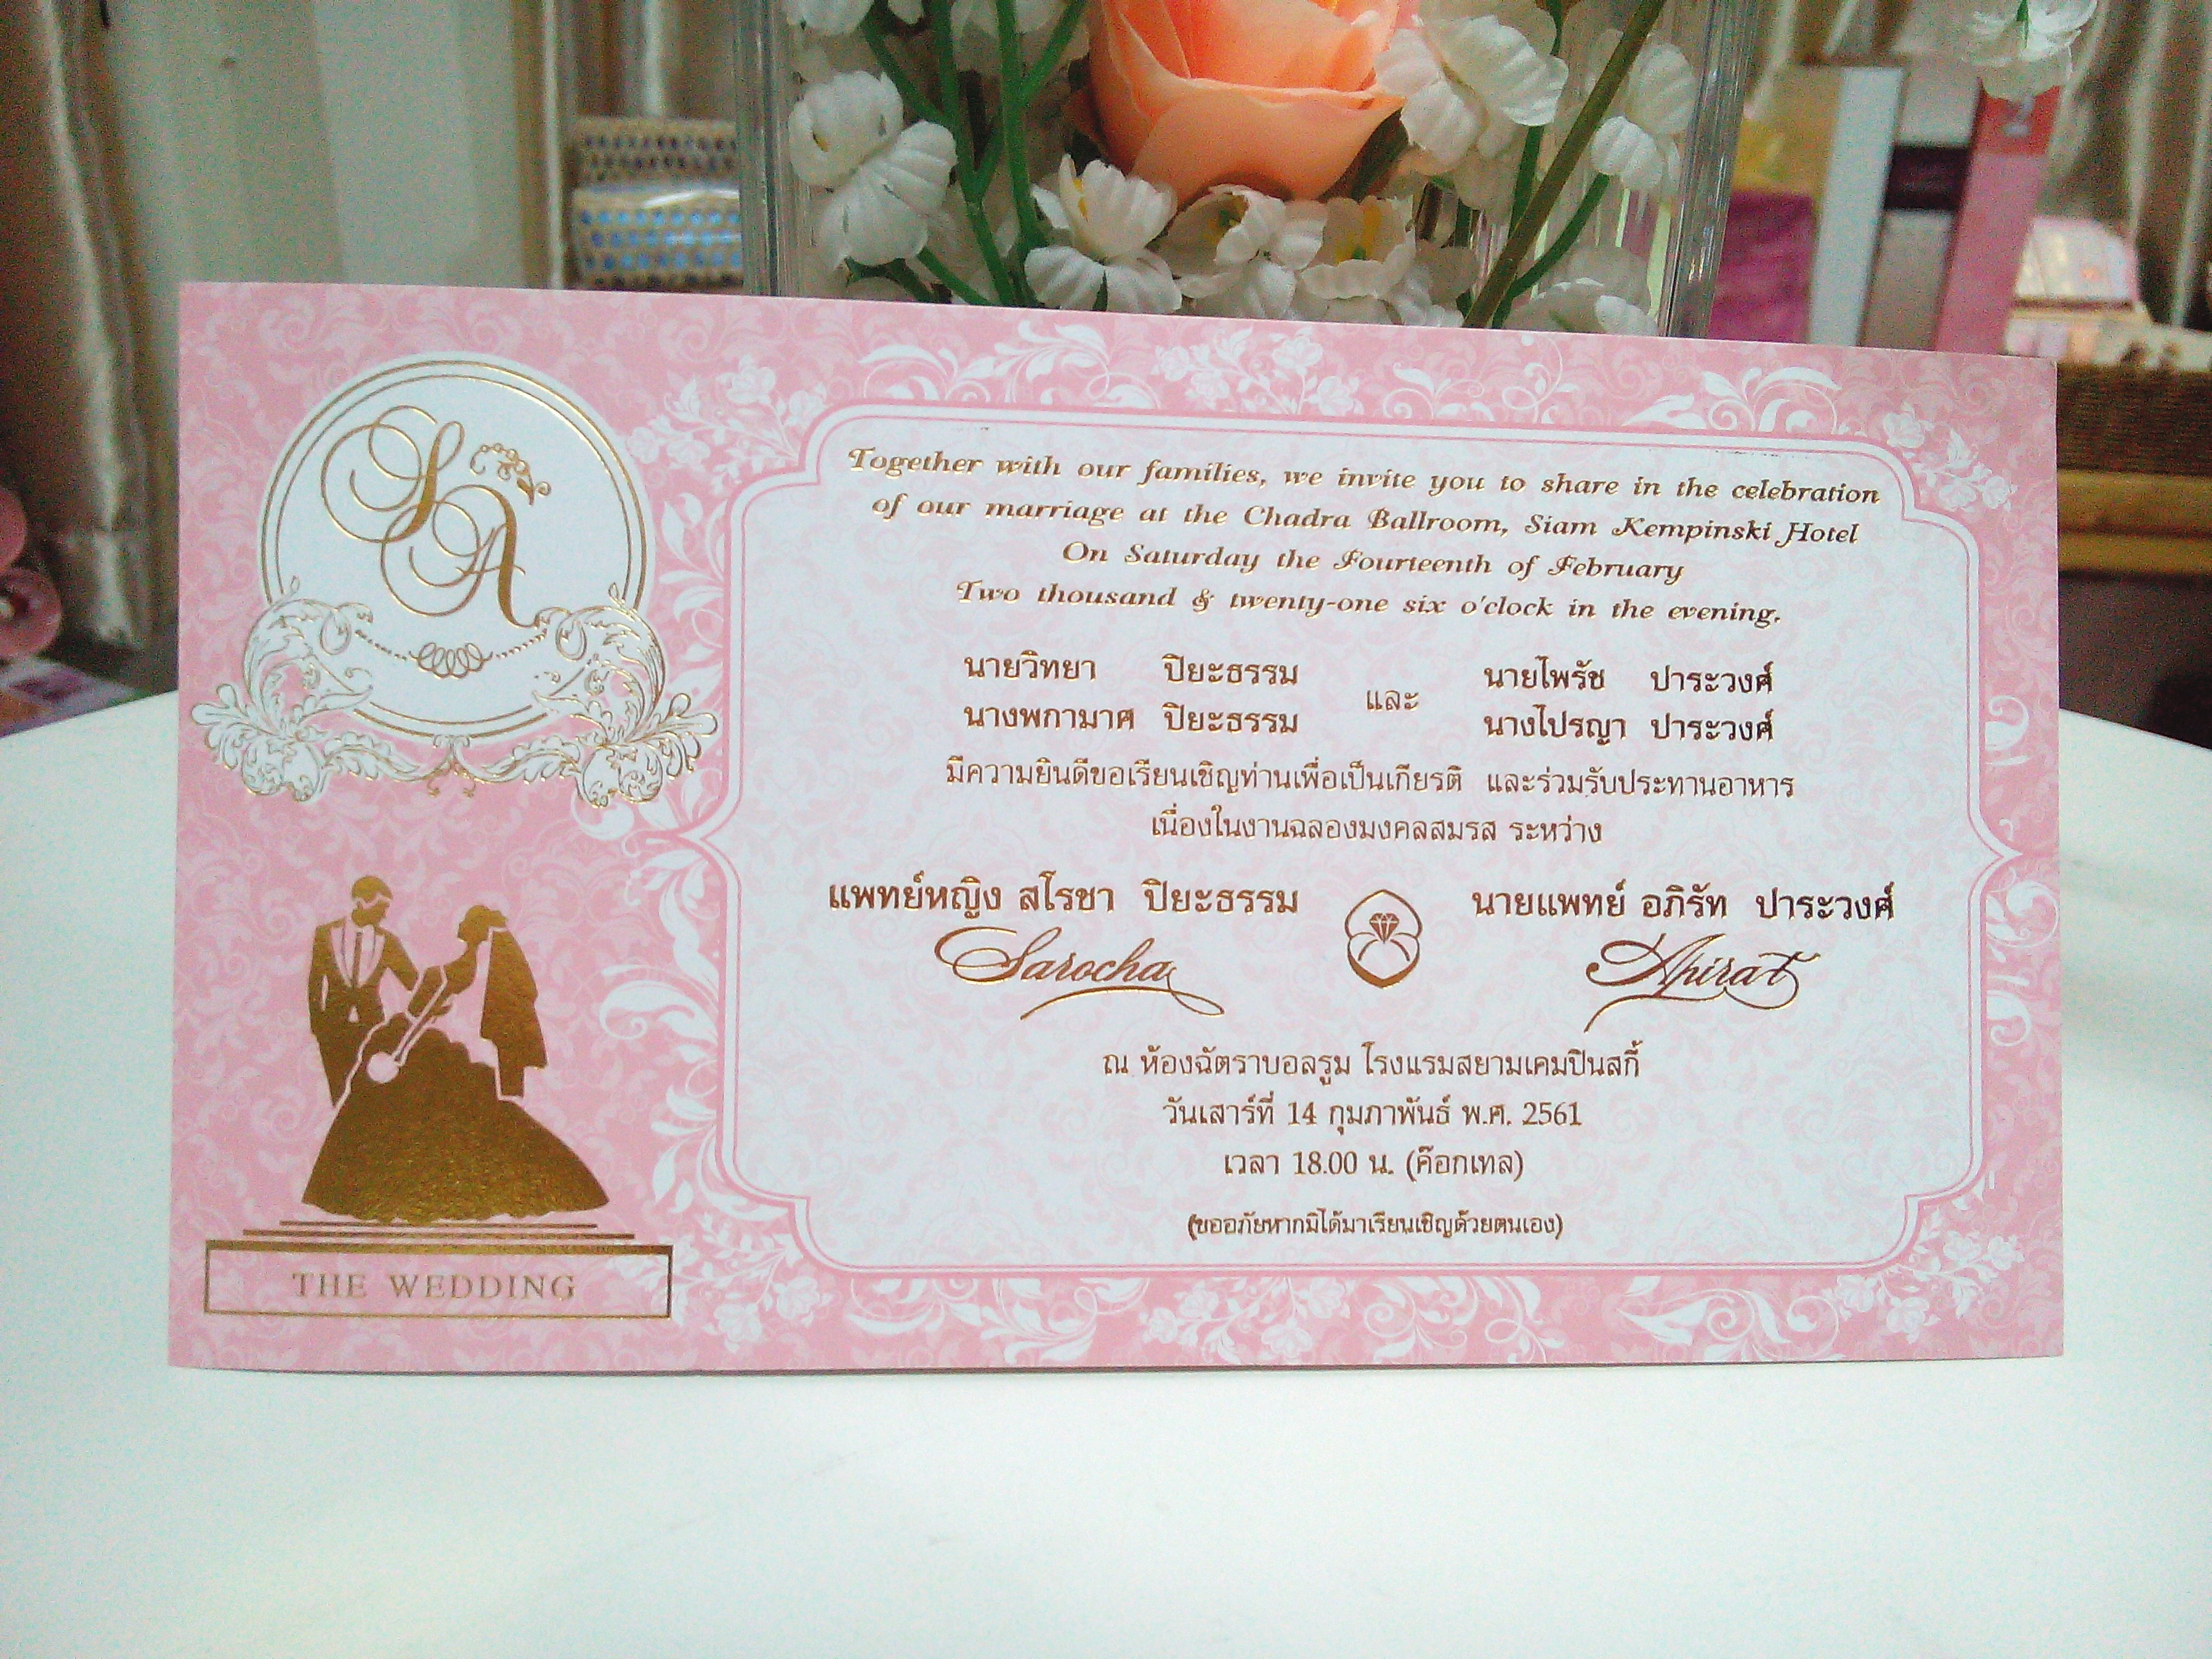 SA
THE WEDDING
Together with our families, we invite you to share in the celebration
of our marriage at the Chadra Ballroom, Siam Kempinski Hotel
On Saturday the Fourteenth of February
Two thousand & twenty-one six o'clock in the evening.
นายวิทยา ปิยะธรรม และ นายไพรัช ปาระวงศ์
นางพกามาศ ปิยะธรรม นางไปรญา ปาระวงศ์
มีความยินดีขอเรียนเชิญท่านเพื่อเป็นเกียรติ และร่วมรับประทานอาหาร
เนื่องในงานฉลองมงคลสมรส ระหว่าง
แพทย์หญิง สโรชา ปิยะธรรม นายแพทย์ อภิรัท ปาระวงศ์
Sarocha Apirat
ณ ห้องฉัตราบอลรูม โรงแรมสยามเคมปินสกี้
วันเสาร์ที่ 14 กุมภาพันธ์ พ.ศ. 2561
เวลา 18.00 น. (ค๊อกเทล)
(ขออภัยหากมิได้มาเรียนเชิญด้วยตนเอง)